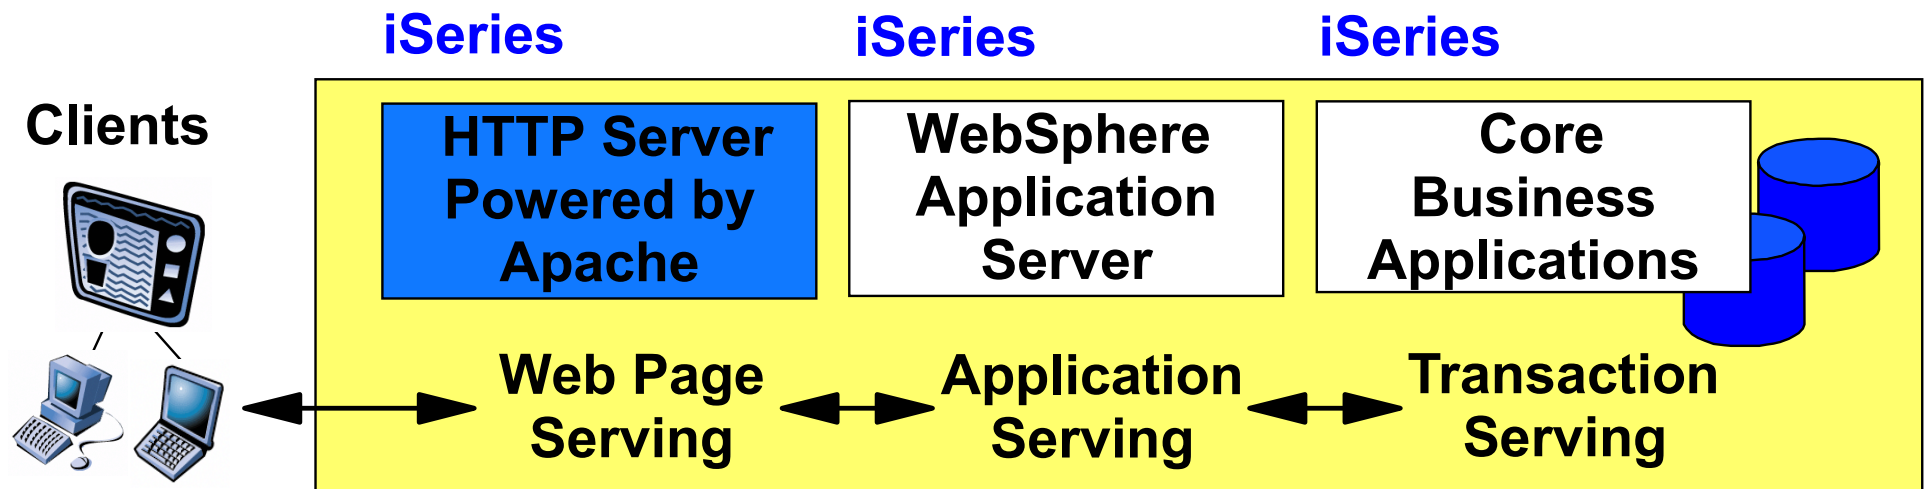 iSeries
iSeries
iSeries
Clients
HTTP Server
Powered by
Apache
WebSphere
Application
Server
Core
Business
Applications
Web Page
Serving
Application
Serving
Transaction
Serving